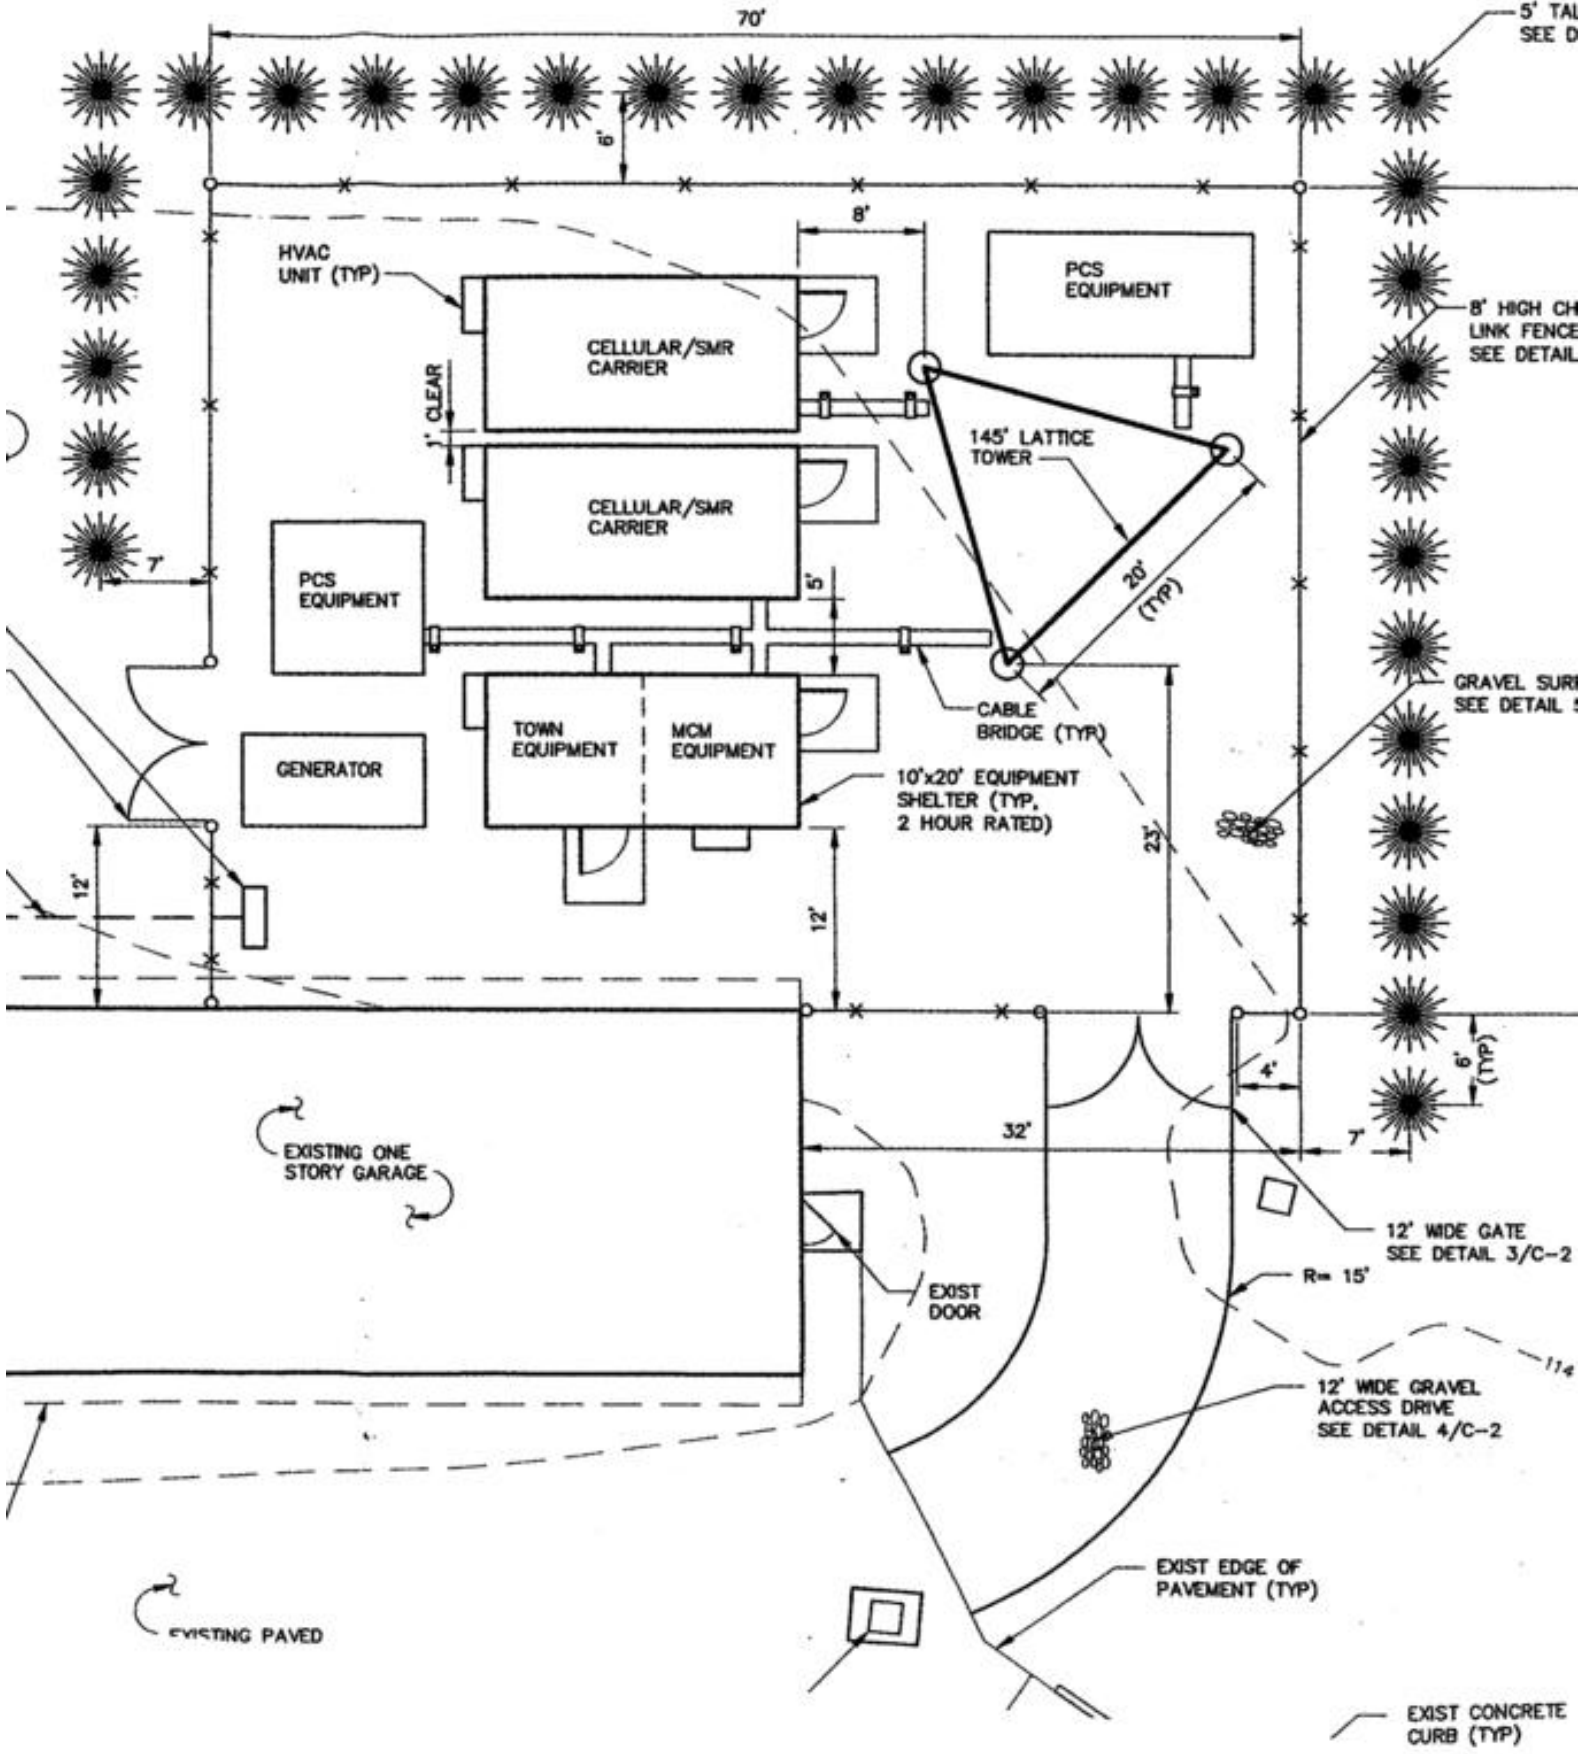 70'
5' TAL
SEE D
6'
8'
HVAC
UNIT (TYP)
PCS
EQUIPMENT
8' HIGH CH
LINK FENCE
SEE DETAIL
CELLULAR/SMR
CARRIER
1' CLEAR
145' LATTICE
TOWER
CELLULAR/SMR
CARRIER
7'
PCS
EQUIPMENT
5'
20'
(TYP)
GRAVEL SURF
SEE DETAIL 5
CABLE
BRIDGE (TYP)
TOWN
EQUIPMENT
MCM
EQUIPMENT
GENERATOR
10'x20' EQUIPMENT
SHELTER (TYP,
2 HOUR RATED)
23'
12'
12'
6'
(TYP)
4'
32'
7'
EXISTING ONE
STORY GARAGE
12' WIDE GATE
SEE DETAIL 3/C-2
R= 15'
EXIST
DOOR
114
12' WIDE GRAVEL
ACCESS DRIVE
SEE DETAIL 4/C-2
EXIST EDGE OF
PAVEMENT (TYP)
EXISTING PAVED
EXIST CONCRETE
CURB (TYP)